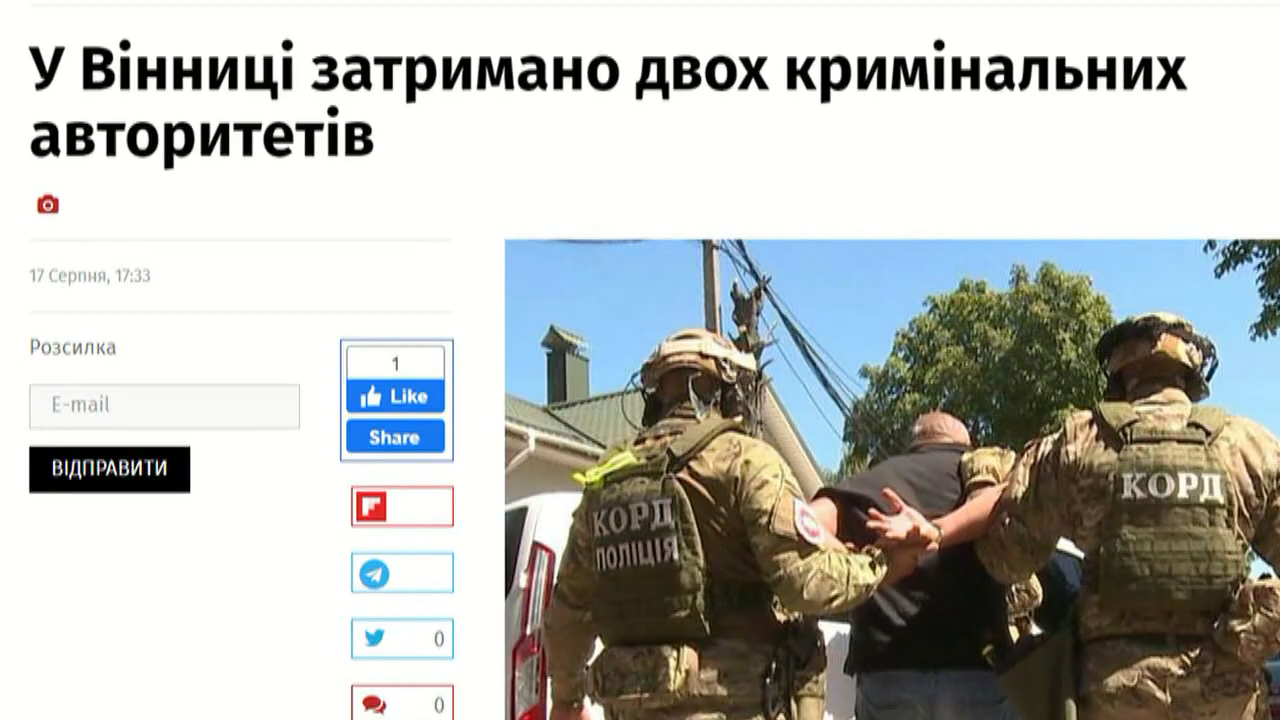 У Вінниці затримано двох кримінальних
авторитетів
17 Серпня, 17:33
Розсилка
E-mail
ВІДПРАВИТИ
1
Like
Share
0
0
КОРД
ПОЛІЦІЯ
КОРД